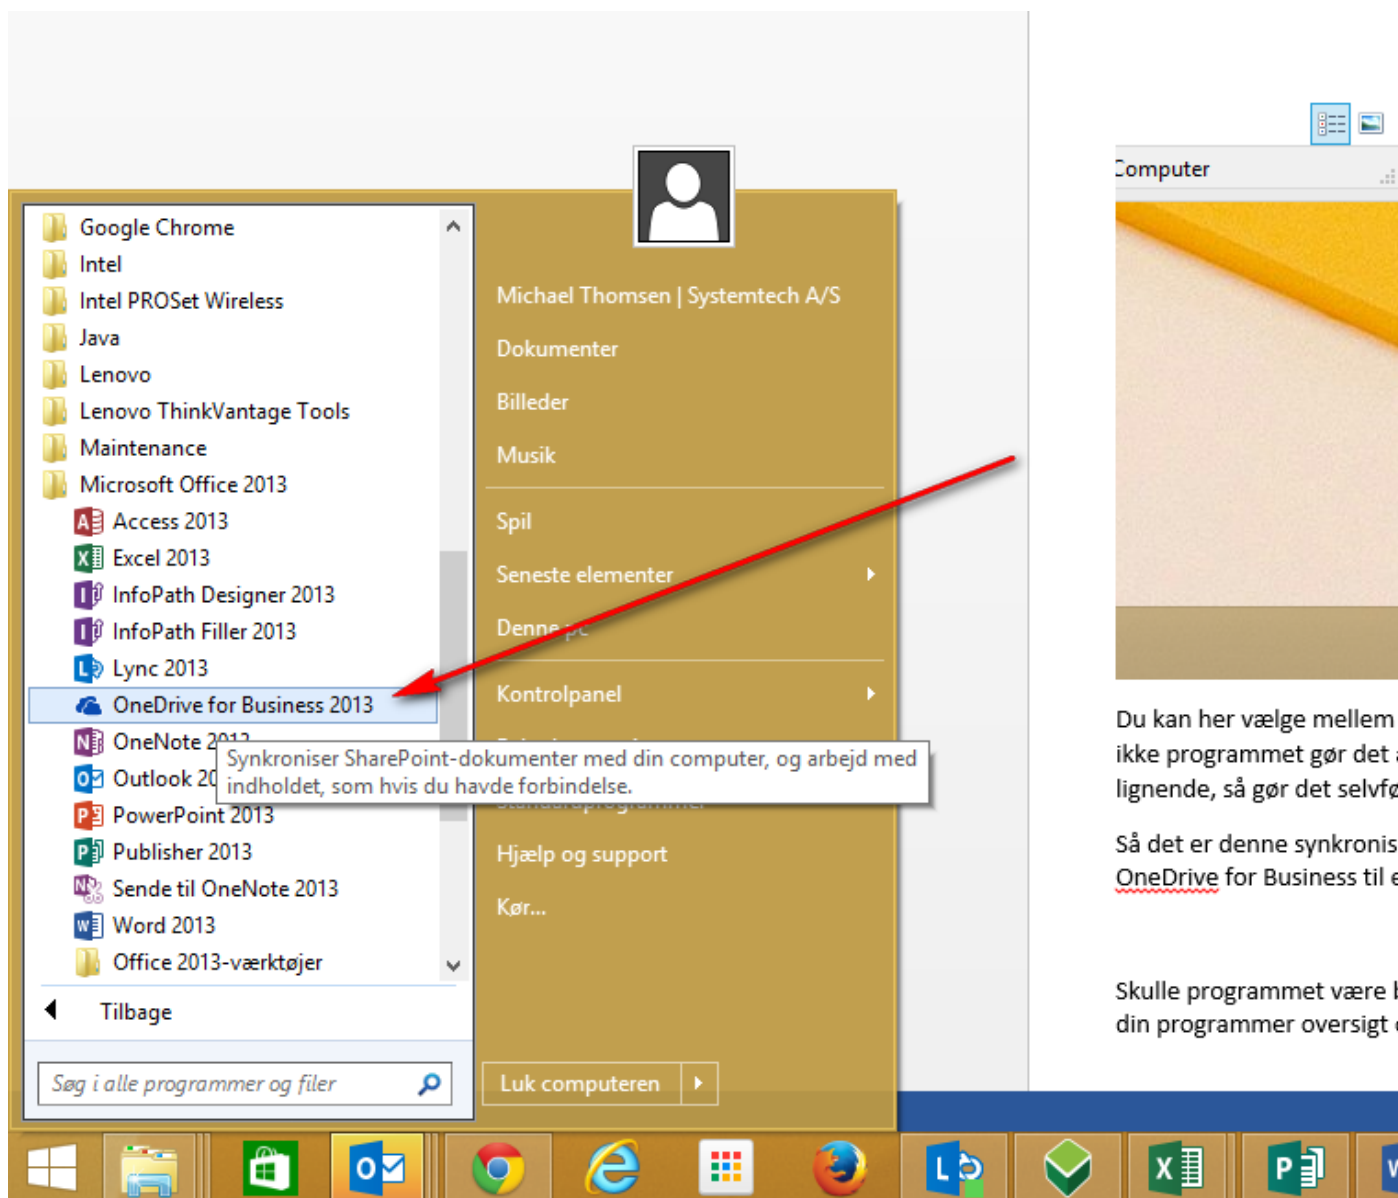 Computer
Google Chrome
Intel
Intel PROSet Wireless
Java
Lenovo
Lenovo ThinkVantage Tools
Maintenance
Microsoft Office 2013
Access 2013
Excel 2013
InfoPath Designer 2013
InfoPath Filler 2013
Lync 2013
OneDrive for Business 2013
OneNote 2013
Outlook 20
PowerPoint 2013
Publisher 2013
Sende til OneNote 2013
Word 2013
Office 2013-værktøjer
Tilbage
Søg i alle programmer og filer
Michael Thomsen | Systemtech A/S
Dokumenter
Billeder
Musik
Spil
Seneste elementer
Denne pc
Kontrolpanel
Synkroniser SharePoint-dokumenter med din computer, og arbejd med
indholdet, som hvis du havde forbindelse.
Standardprogrammer
Hjælp og support
Kør...
Luk computeren
Du kan her vælge mellem
ikke programmet gør det
lignende, så gør det
Så det er denne
OneDrive for Business til
Skulle programmet være
din programmer oversigt